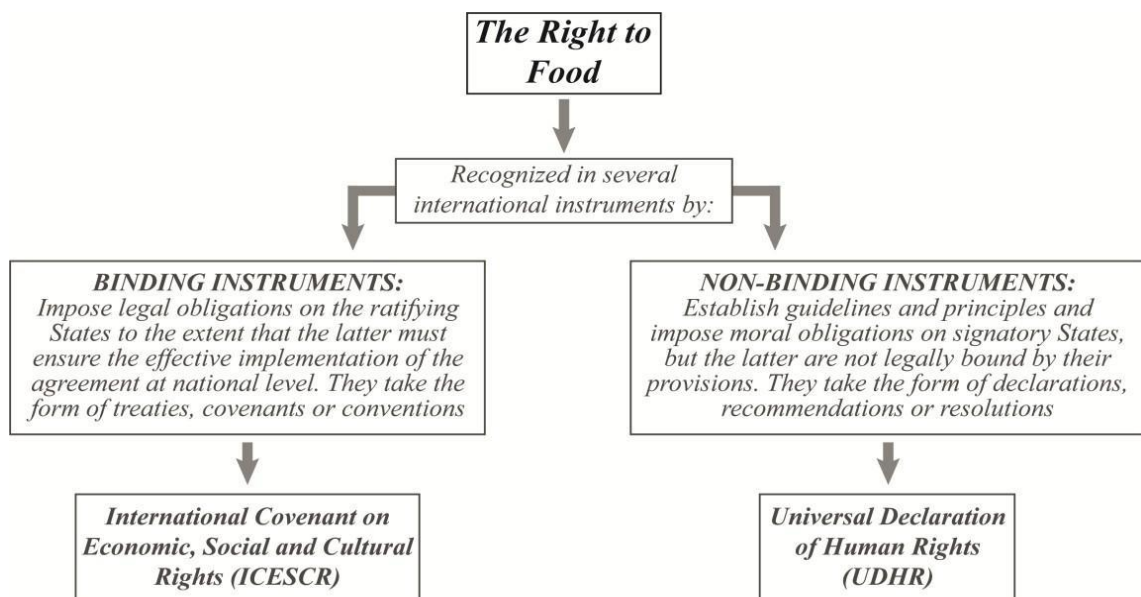 The Right to
Food
Recognized in several
international instruments by:
BINDING INSTRUMENTS:
Impose legal obligations on the ratifying
States to the extent that the latter must
ensure the effective implementation of the
agreement at national level. They take the
form of treaties, covenants or conventions
NON-BINDING INSTRUMENTS:
Establish guidelines and principles and
impose moral obligations on signatory States,
but the latter are not legally bound by their
provisions. They take the form of declarations,
recommendations or resolutions
International Covenant on
Economic, Social and Cultural
Rights (ICESCR)
Universal Declaration
of Human Rights
(UDHR)